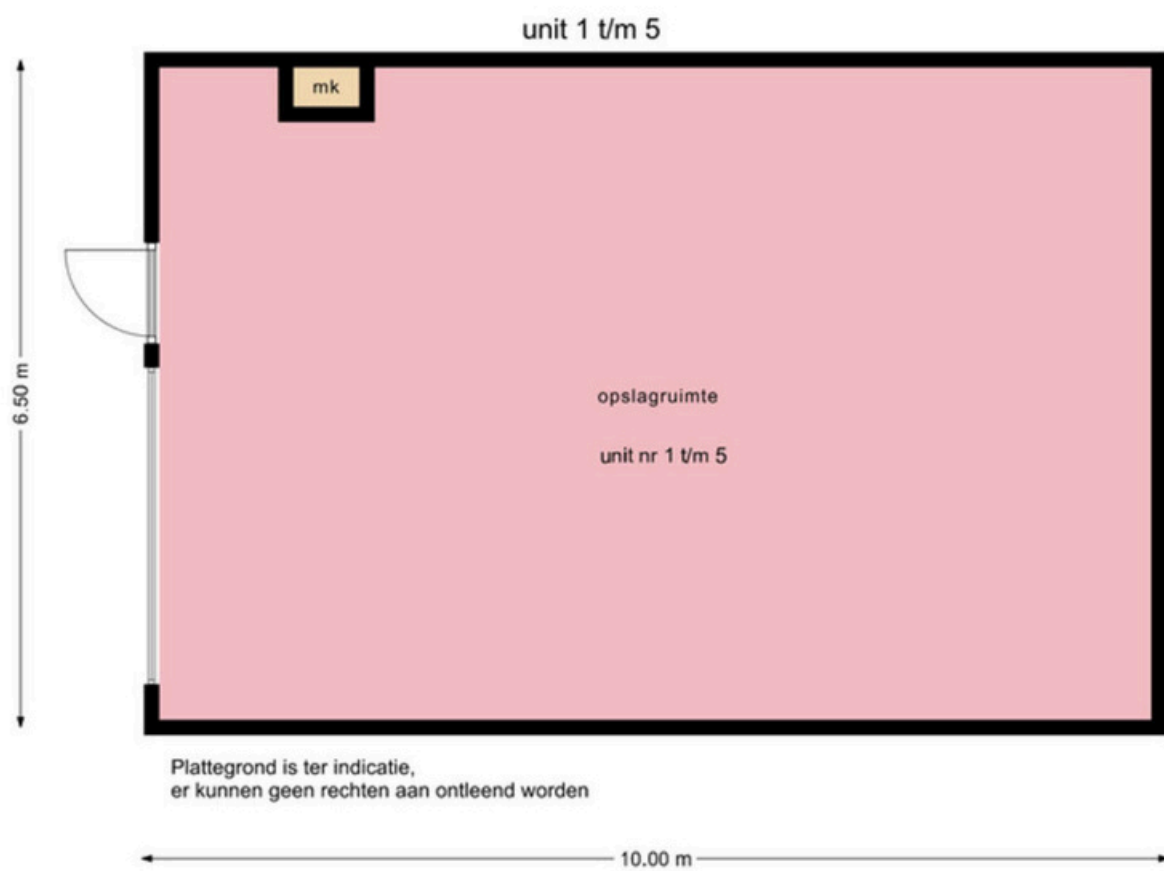 unit 1 t/m 5
mk
6.50 m
opslagruimte
unit nr 1 t/m 5
Plattegrond is ter indicatie,
er kunnen geen rechten aan ontleend worden
10.00 m